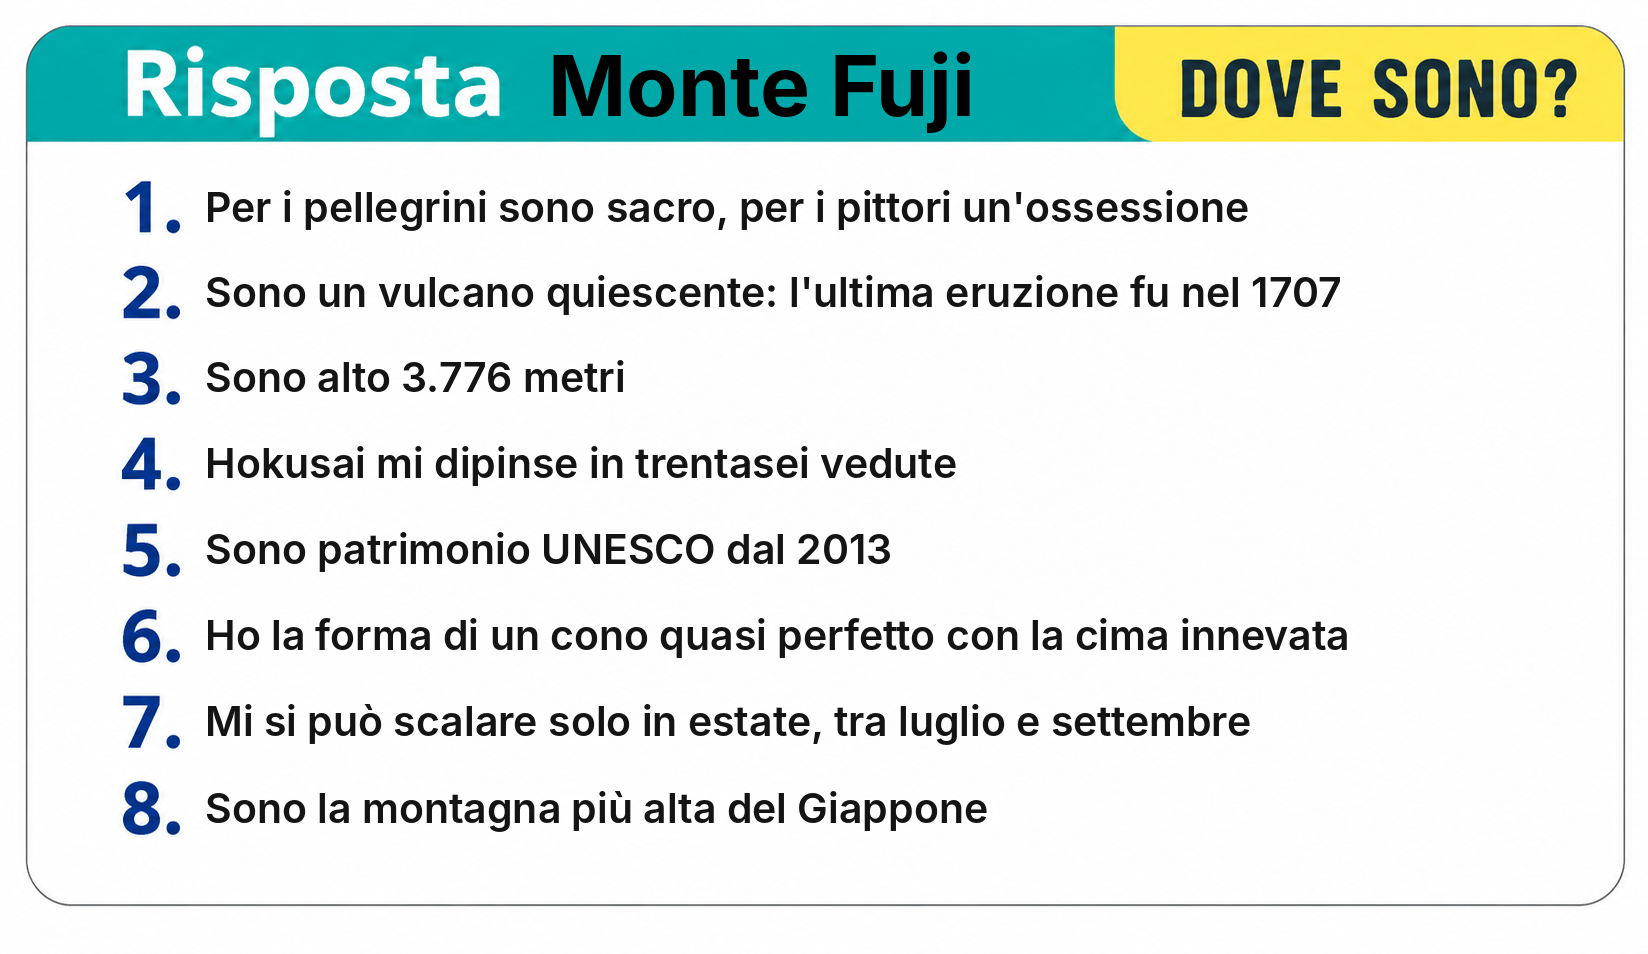 Risposta Monte Fuji DOVE SONO?
1. Per i pellegrini sono sacro, per i pittori un'ossessione
2. Sono un vulcano quiescente: l'ultima eruzione fu nel 1707
3. Sono alto 3.776 metri
4. Hokusai mi dipinse in trentasei vedute
5. Sono patrimonio UNESCO dal 2013
6. Ho la forma di un cono quasi perfetto con la cima innevata
7. Mi si può scalare solo in estate, tra luglio e settembre
8. Sono la montagna più alta del Giappone